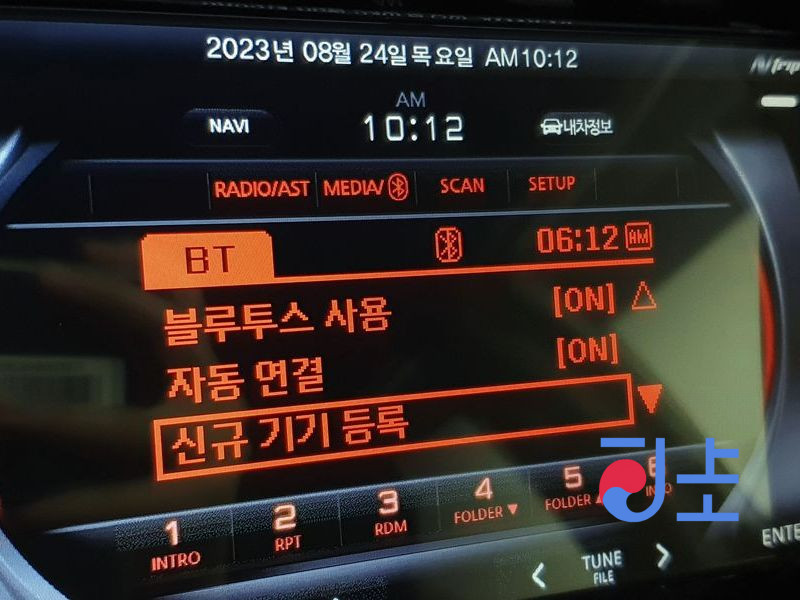 2023년 08월 24일 목요일 AM10:12
NAVI
AM
10:12
내차정보
RADIO/AST MEDIA/ SCAN SETUP
BT 06:12 AM
블루투스 사용 [ON]
자동 연결 [ON]
신규 기기 등록
1 2 3 4 5 6
INTRO RPT RDM FOLDER▼ FOLDER▲
< TUNE >
FILE